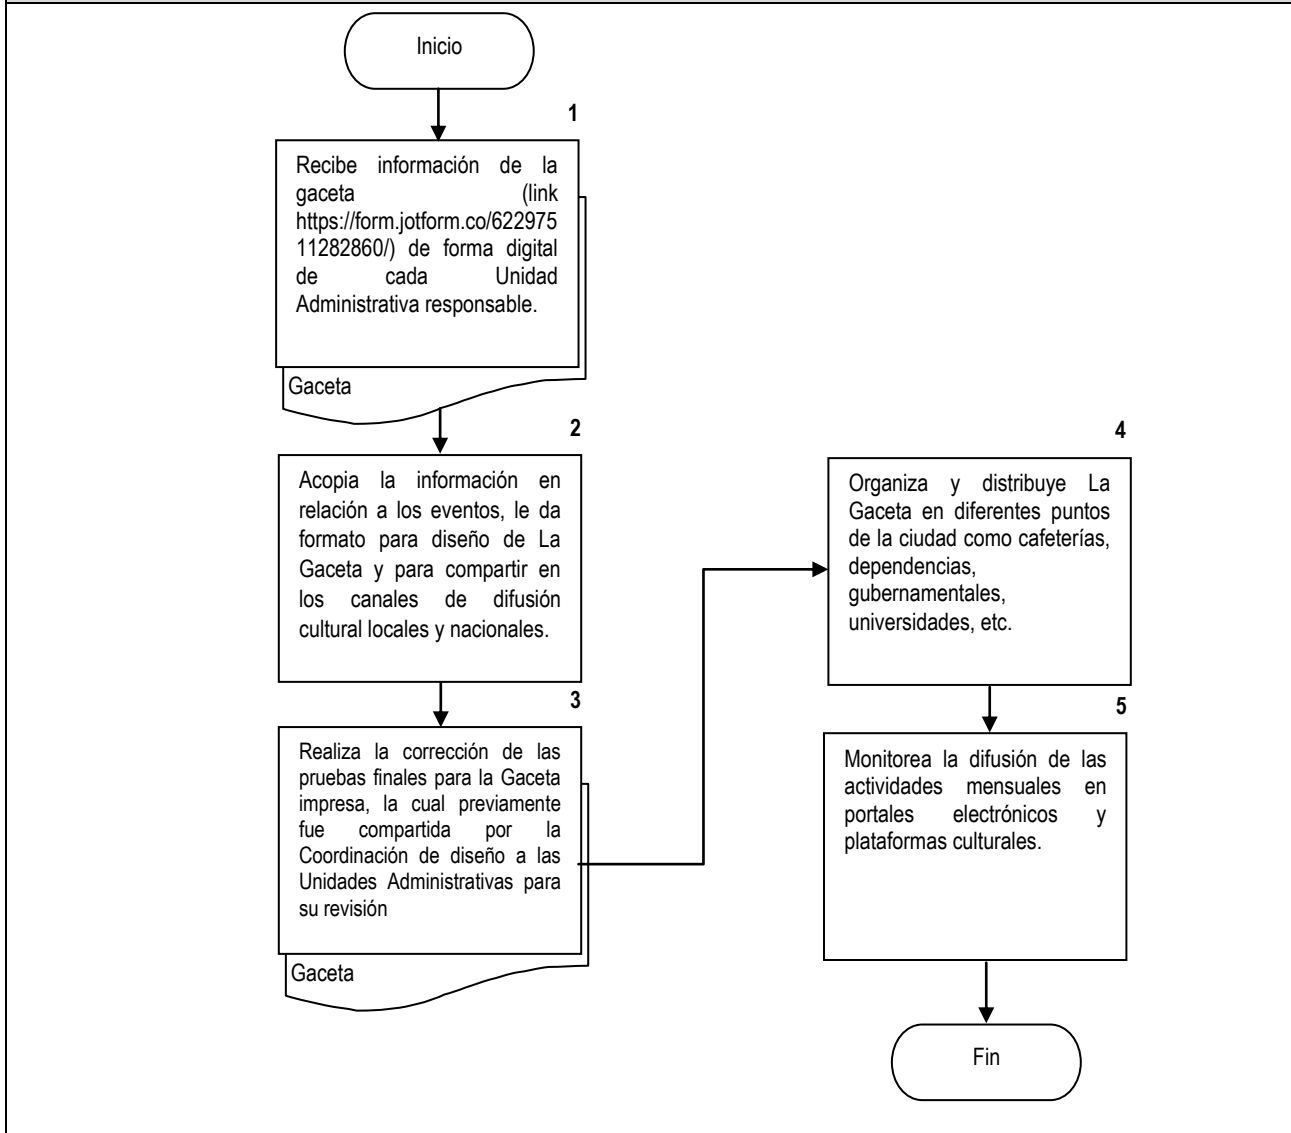 Inicio
1
Recibe información de la
gaceta (link
https://form.jotform.co/622975
11282860/) de forma digital
de cada Unidad
Administrativa responsable.
Gaceta
2
Acopia la información en
relación a los eventos, le da
formato para diseño de La
Gaceta y para compartir en
los canales de difusión
cultural locales y nacionales.
3
Realiza la corrección de las
pruebas finales para la Gaceta
impresa, la cual previamente
fue compartida por la
Coordinación de diseño a las
Unidades Administrativas para
su revisión
Gaceta
4
Organiza y distribuye La
Gaceta en diferentes puntos
de la ciudad como cafeterías,
dependencias,
gubernamentales,
universidades, etc.
5
Monitorea la difusión de las
actividades mensuales en
portales electrónicos y
plataformas culturales.
Fin